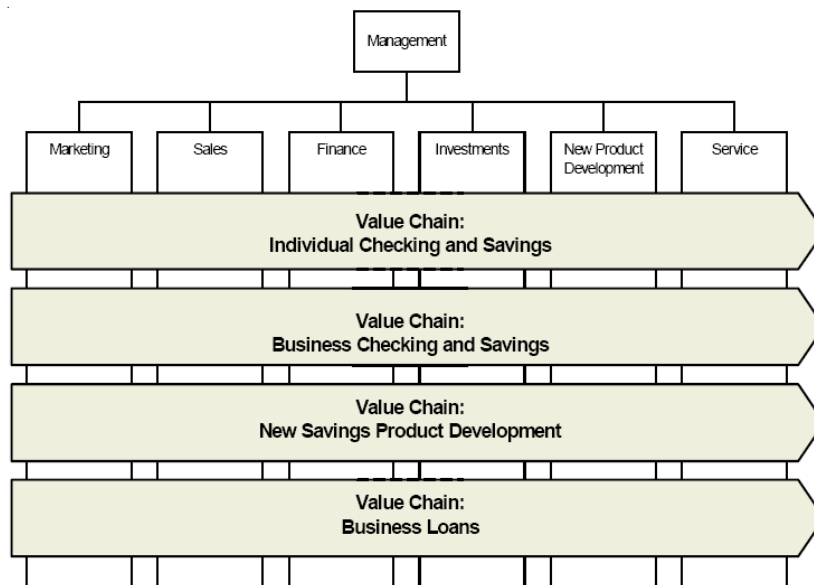 Management
Marketing
Sales
Finance
Investments
New Product
Development
Service
Value Chain:
Individual Checking and Savings
Value Chain:
Business Checking and Savings
Value Chain:
New Savings Product Development
Value Chain:
Business Loans